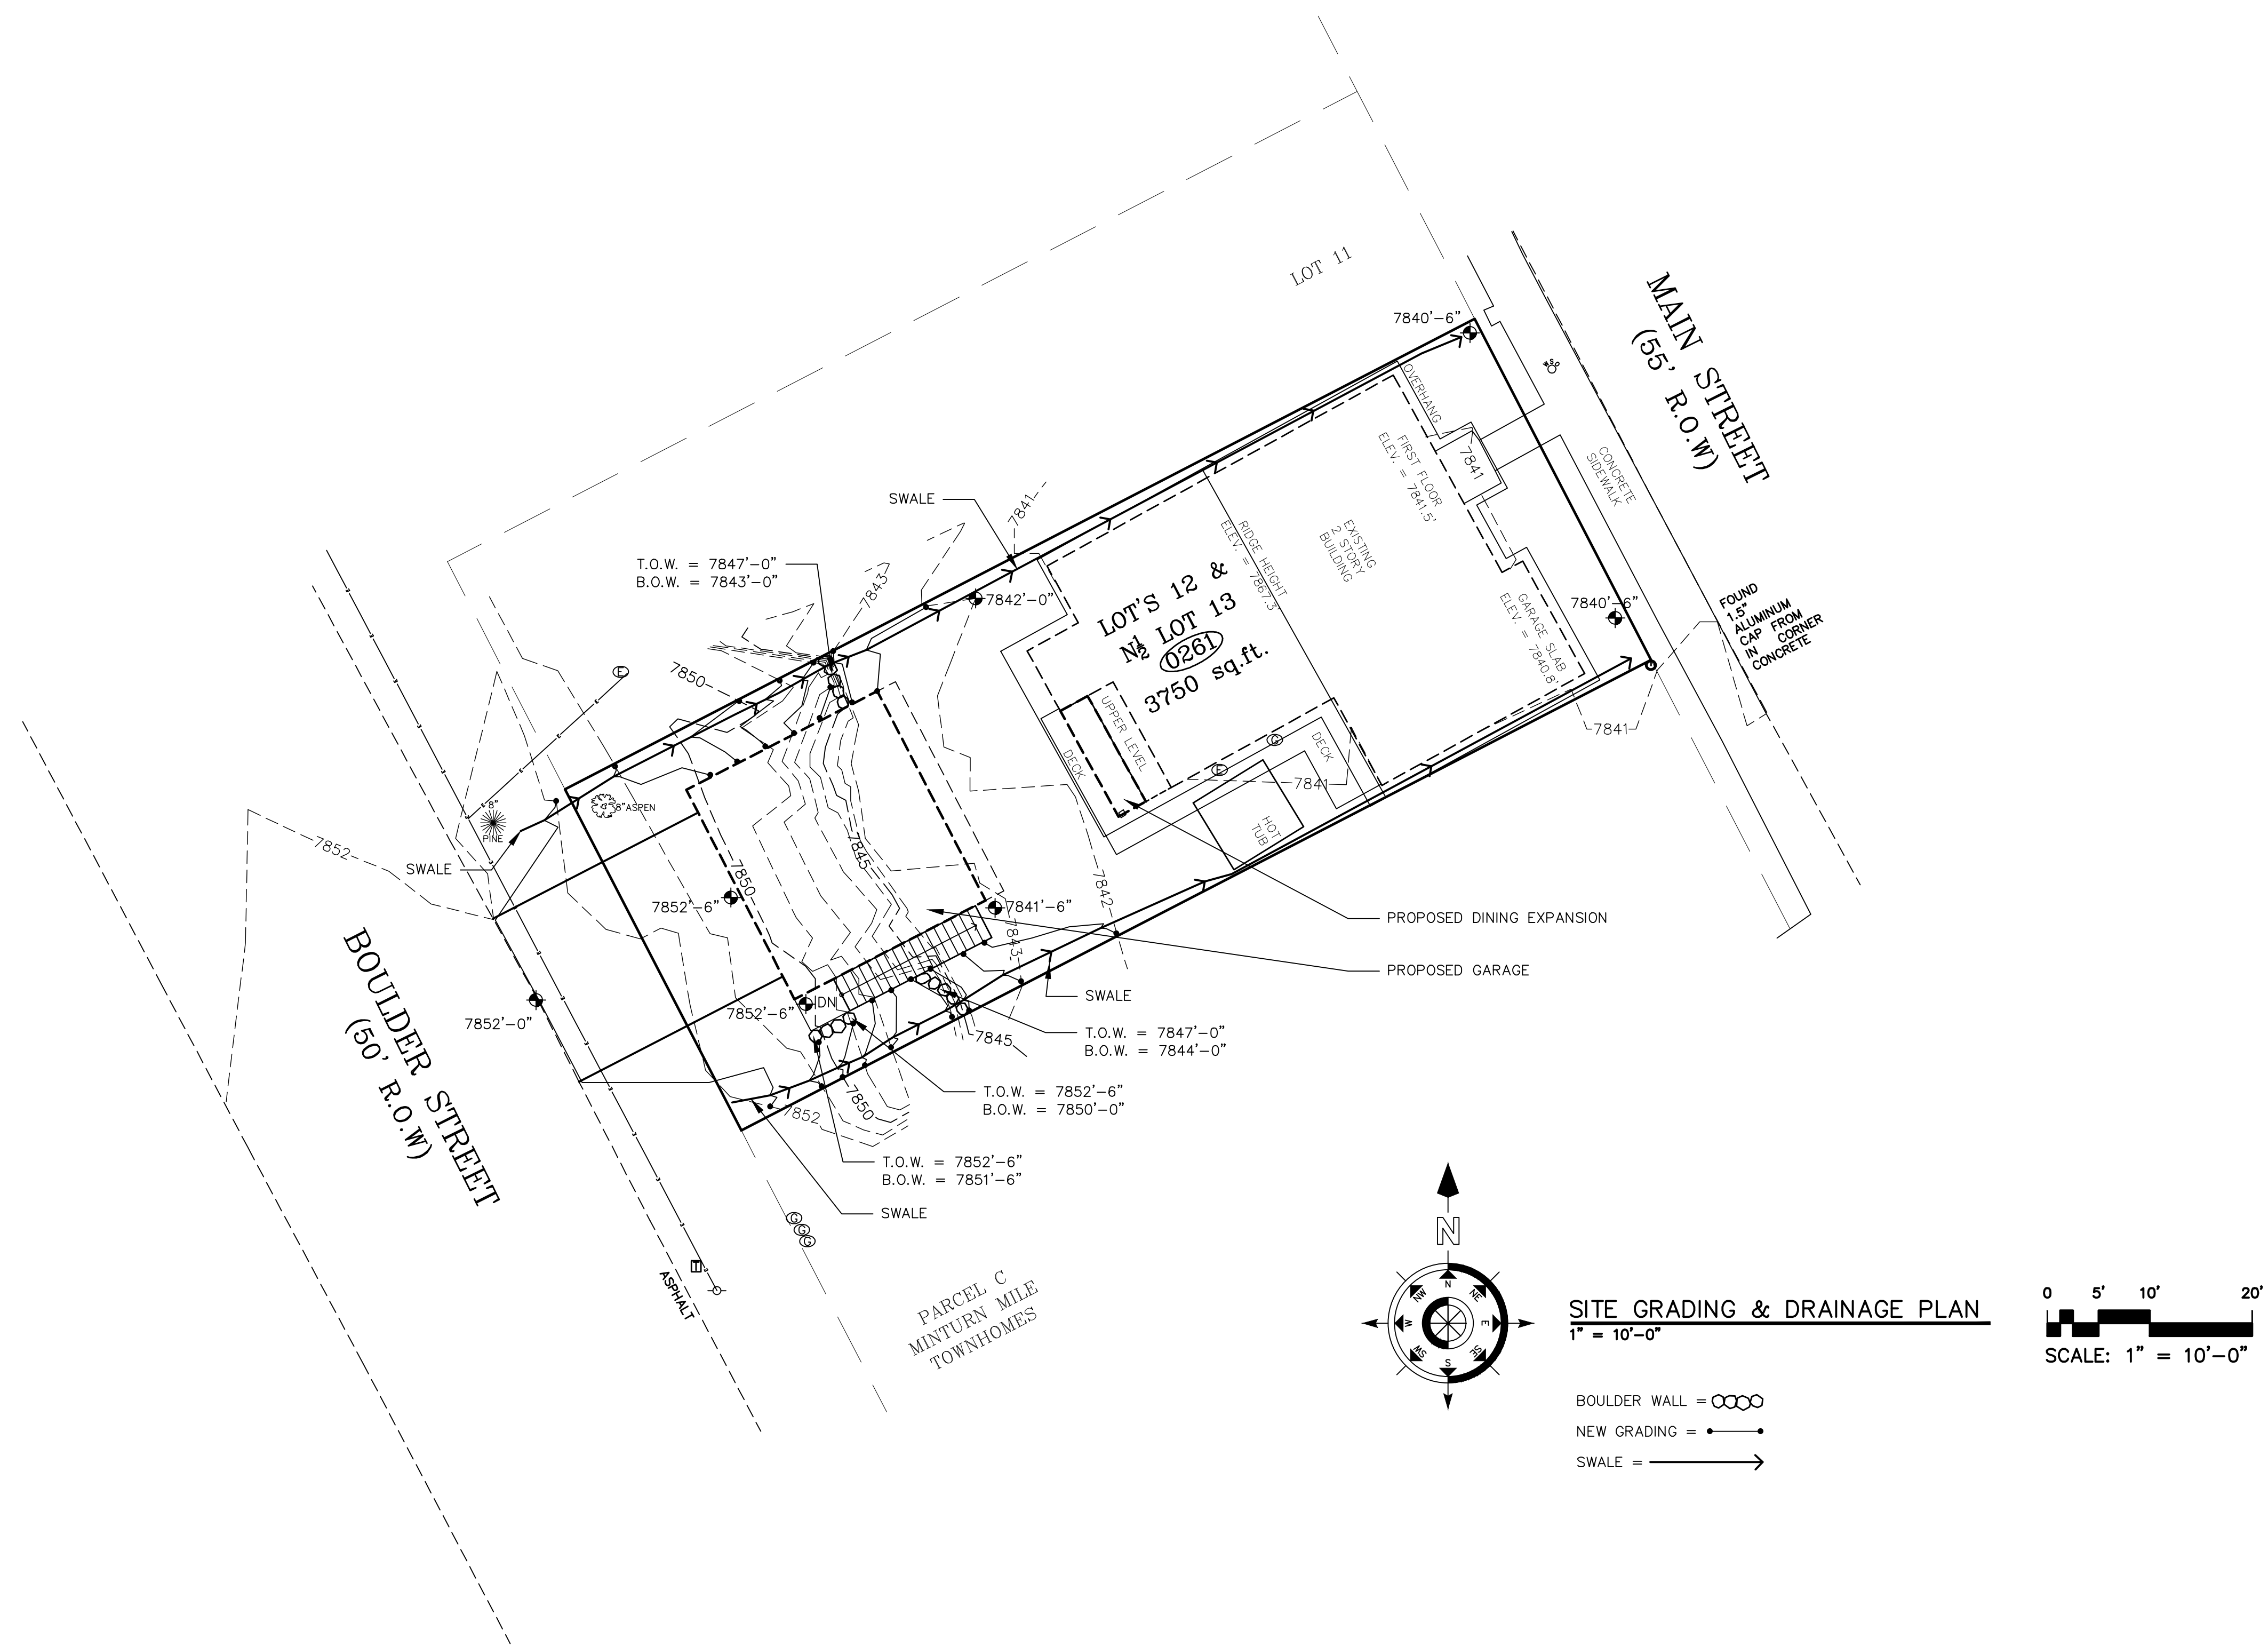 LOT 11
MAIN STREET
(55' R.O.W)
7840'-6"
OVERHANG
7841
FIRST FLOOR
ELEV. = 7841.5'
CONCRETE
SIDEWALK
SWALE
7841
EXISTING
2 STORY
BUILDING
RIDGE HEIGHT
ELEV. = 7867.3'
T.O.W. = 7847'-0"
B.O.W. = 7843'-0"
7843
7842'-0"
LOT'S 12 &
N½ LOT 13
0261
3750 sq.ft.
GARAGE SLAB
ELEV. = 7840.8'
7840'-6"
FOUND
1.5"
ALUMINUM
CAP FROM
IN CORNER
CONCRETE
7850
E
UPPER LEVEL
DECK
G
E
DECK
7841
7841
8"
PINE
8"ASPEN
HOT
TUB
7852
SWALE
7845
7850
7842
7852'-6"
7841'-6"
7843
PROPOSED DINING EXPANSION
PROPOSED GARAGE
BOULDER STREET
(50' R.O.W)
SWALE
7852'-0"
7852'-6"
DN
T.O.W. = 7847'-0"
B.O.W. = 7844'-0"
7845
T.O.W. = 7852'-6"
B.O.W. = 7850'-0"
7850
7852
T.O.W. = 7852'-6"
B.O.W. = 7851'-6"
SWALE
G
G
G
T
ASPHALT
PARCEL C
MINTURN MILE
TOWNHOMES
N
N
NE
E
SE
S
SW
W
NW
SITE GRADING & DRAINAGE PLAN
1" = 10'-0"
0 5' 10' 20'
SCALE: 1" = 10'-0"
BOULDER WALL =
NEW GRADING =
SWALE =